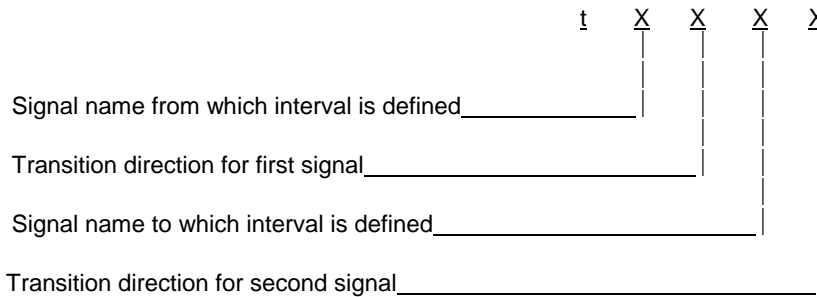 t X X X X
Signal name from which interval is defined
Transition direction for first signal
Signal name to which interval is defined
Transition direction for second signal